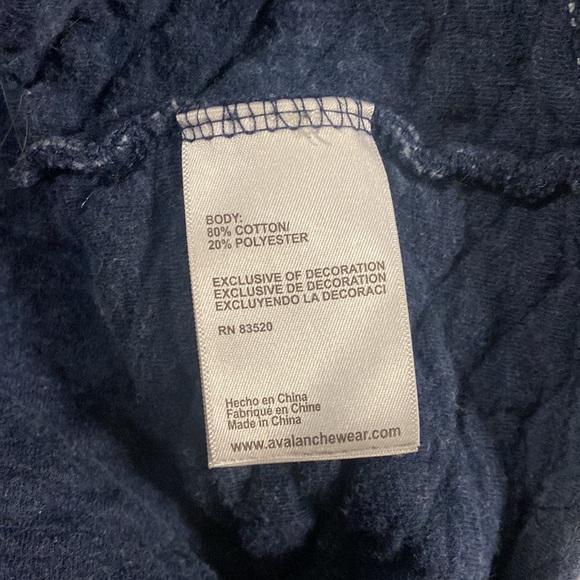 BODY:
80% COTTON/
20% POLYESTER
EXCLUSIVE OF DECORATION
EXCLUSIVE DE DECORATION
EXCLUYENDO LA DECORACI
RN 83520
Hecho en China
Fabriqué en Chine
Made in China
www.avalanchewear.com